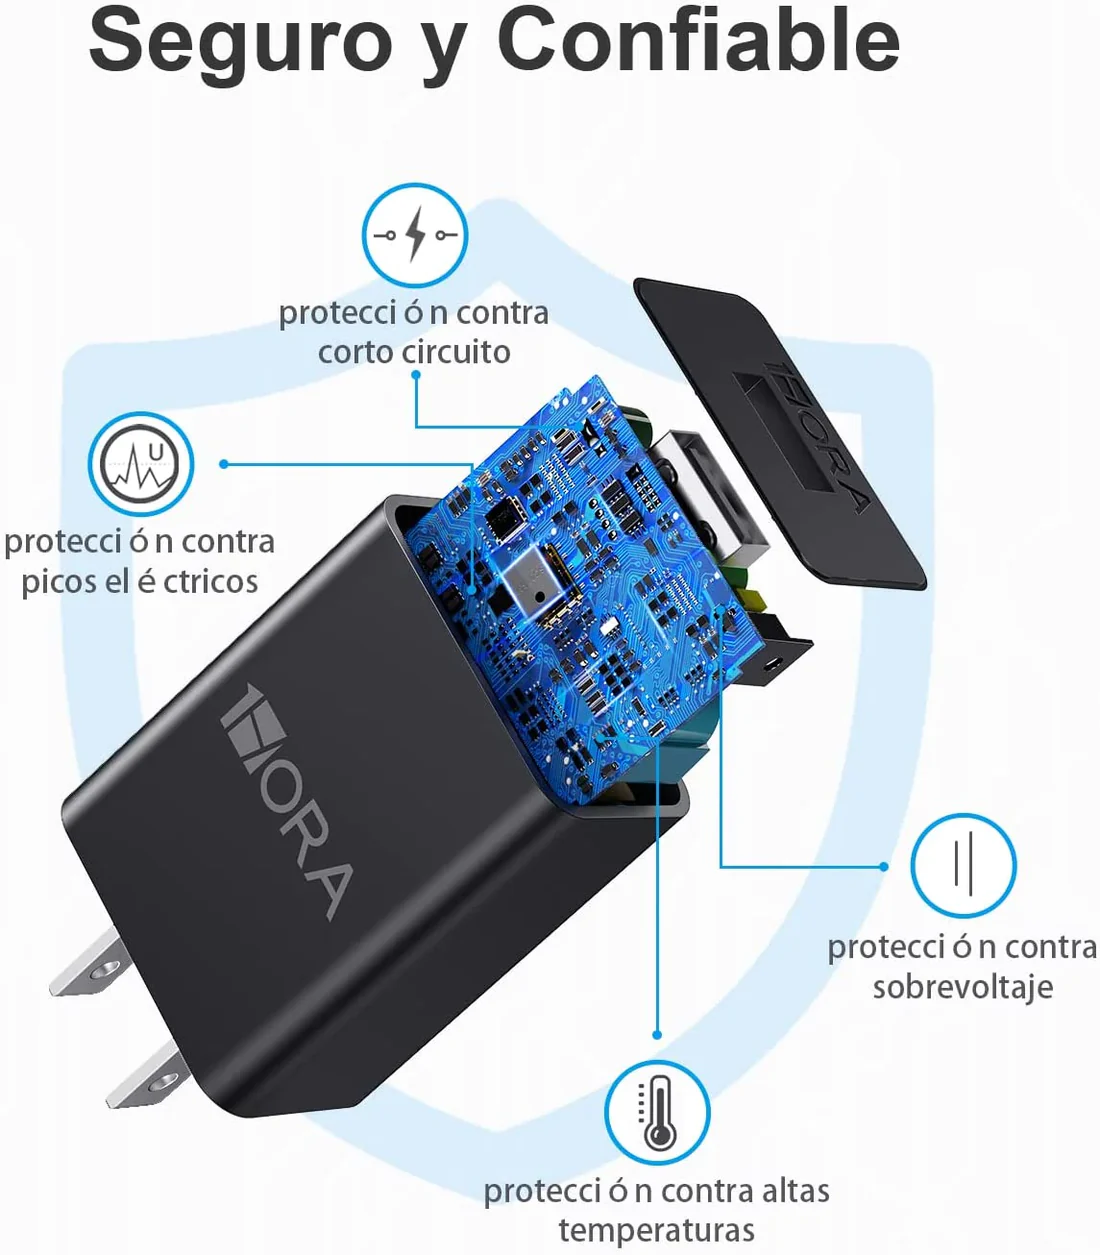 Seguro y Confiable
protecci ó n contra
corto circuito
U
protecci ó n contra
picos el é ctricos
1HORA
1HORA
protecci ó n contra
sobrevoltaje
protecci ó n contra altas
temperaturas